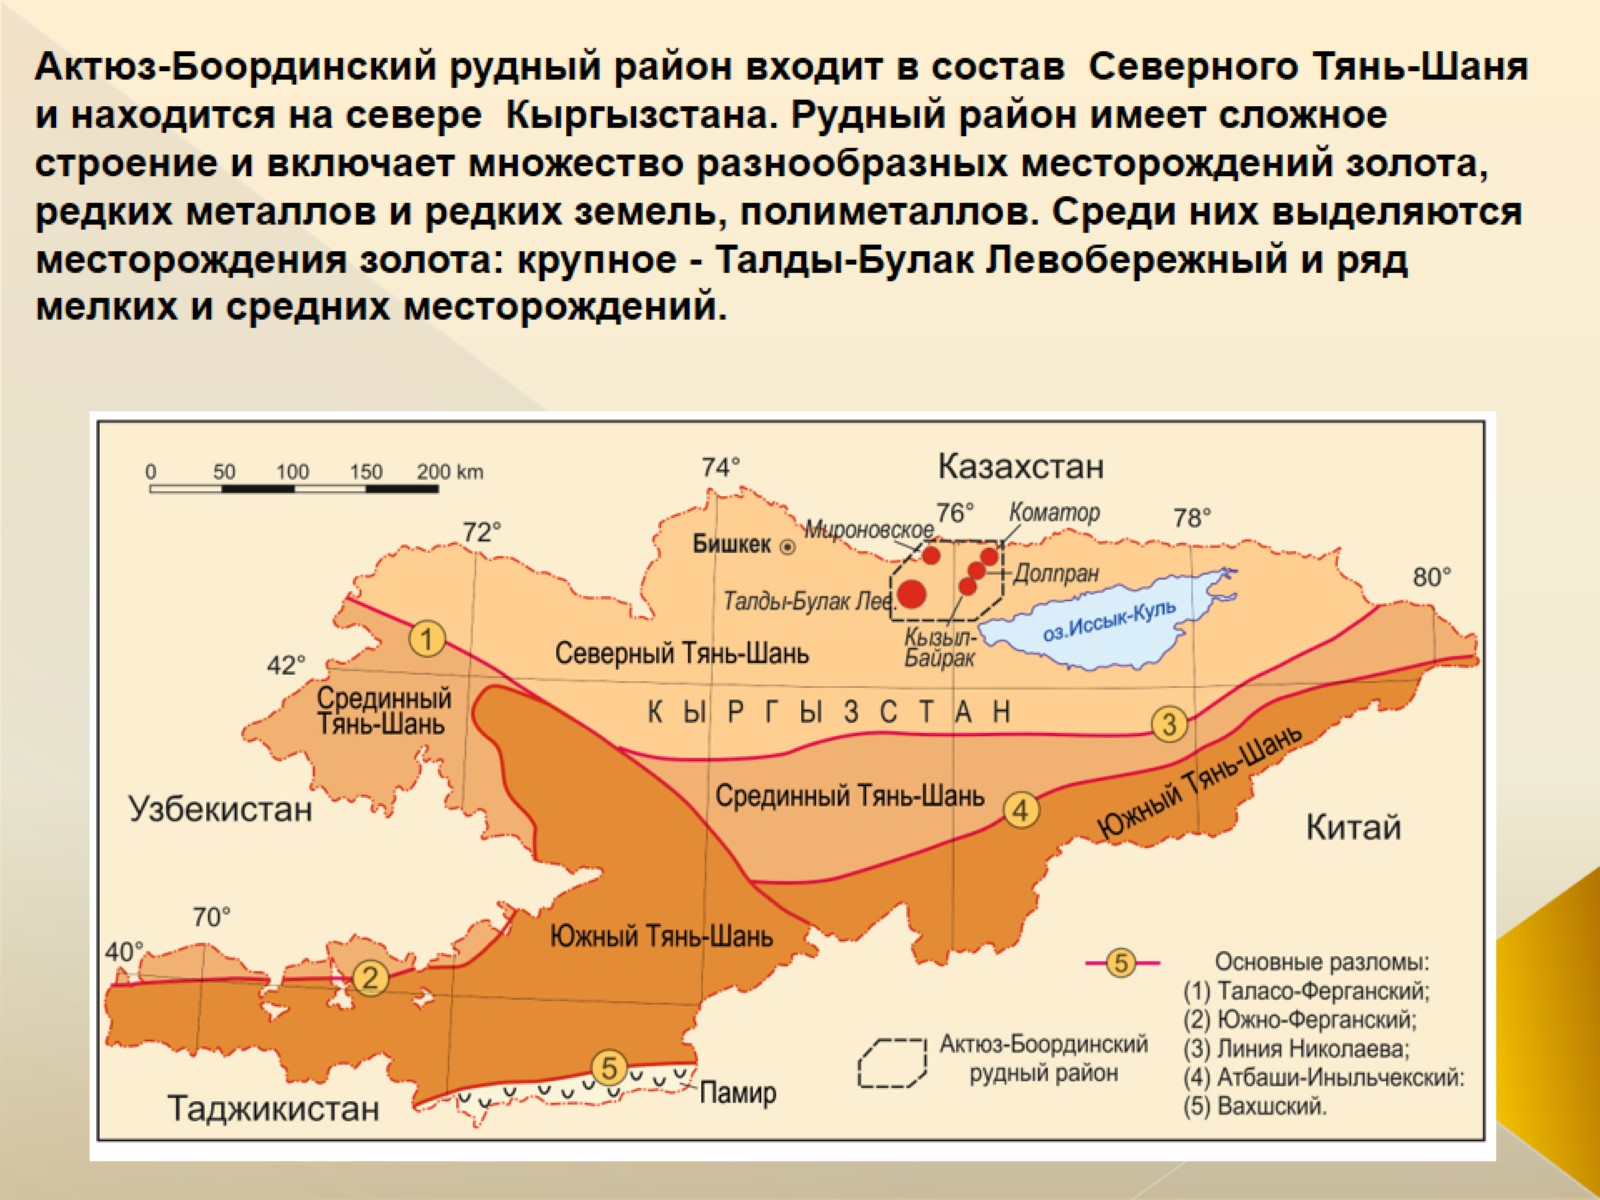 Актюз-Боординский рудный район входит в состав Северного Тянь-Шаня
и находится на севере Кыргызстана. Рудный район имеет сложное
строение и включает множество разнообразных месторождений золота,
редких металлов и редких земель, полиметаллов. Среди них выделяются
месторождения золота: крупное - Талды-Булак Левобережный и ряд
мелких и средних месторождений.
0 50 100 150 200 km
74°
Казахстан
72°
76°
Коматор
78°
Мироновское
Бишкек
Долпран
80°
Талды-Булак Лев.
оз.Иссык-Куль
1
Кызыл-
Байрак
Северный Тянь-Шань
42°
Срединный
Тянь-Шань
КЫРГЫЗСТАН
3
Срединный Тянь-Шань
4
Южный Тянь-Шань
Узбекистан
Китай
70°
40°
2
Южный Тянь-Шань
5
Памир
Таджикистан
Актюз-Боординский
рудный район
5
Основные разломы:
(1) Таласо-Ферганский;
(2) Южно-Ферганский;
(3) Линия Николаева;
(4) Атбаши-Иныльчекский:
(5) Вахшский.